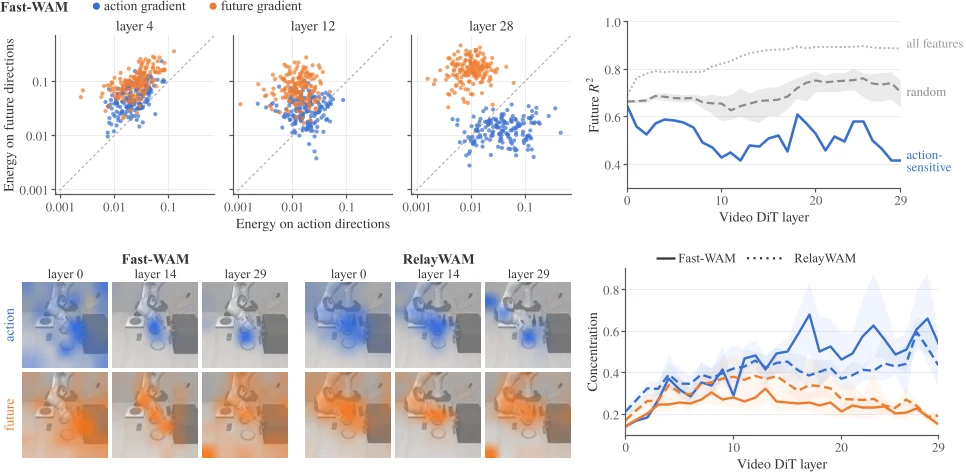 Fast-WAM action gradient future gradient
layer 4 layer 12 layer 28
Energy on future directions
0.1
0.01
0.001
0.001 0.01 0.1 0.001 0.01 0.1 0.001 0.01 0.1
Energy on action directions
Future R²
1.0
0.8
0.6
0.4
all features
random
action-
sensitive
0 10 20 29
Video DiT layer
Fast-WAM RelayWAM
layer 0 layer 14 layer 29 layer 0 layer 14 layer 29
action
future
Fast-WAM RelayWAM
Concentration
0.8
0.6
0.4
0.2
0 10 20 29
Video DiT layer